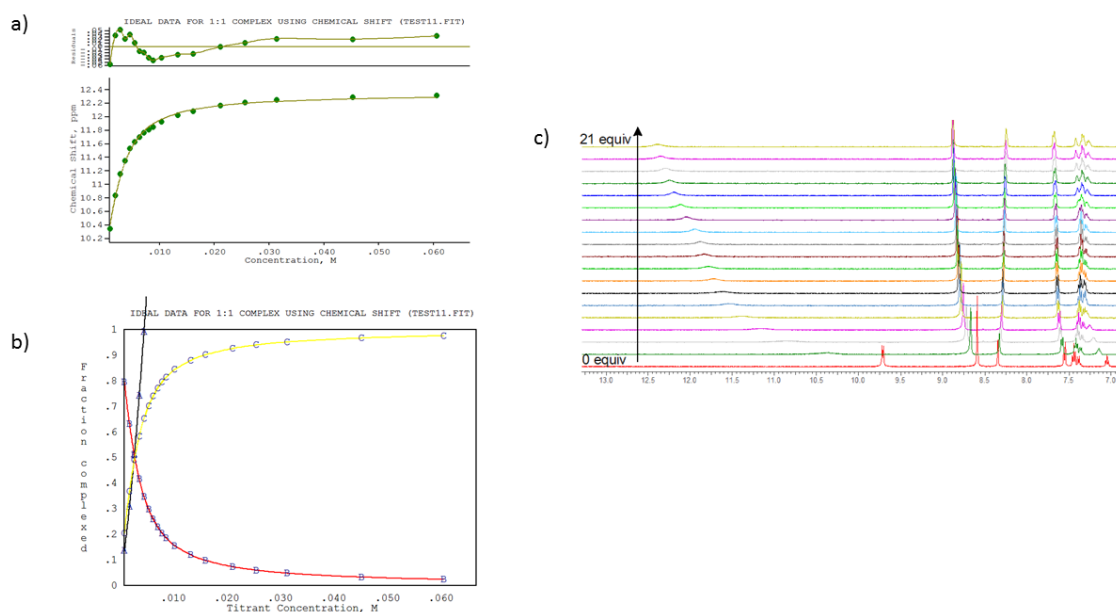 a)
IDEAL DATA FOR 1:1 COMPLEX USING CHEMICAL SHIFT (TEST11.FIT)
Residuals
12.4
12.2
12
11.8
11.6
11.4
11.2
11
10.8
10.6
10.4
10.2
Chemical Shift, ppm
.010 .020 .030 .040 .050 .060
Concentration, M
b)
IDEAL DATA FOR 1:1 COMPLEX USING CHEMICAL SHIFT (TEST11.FIT)
1
.9
.8
.7
.6
.5
.4
.3
.2
.1
0
Fraction complexed
.010 .020 .030 .040 .050 .060
Titrant Concentration, M
c)
21 equiv
0 equiv
13.0 12.5 12.0 11.5 11.0 10.5 10.0 9.5 9.0 8.5 8.0 7.5 7.0